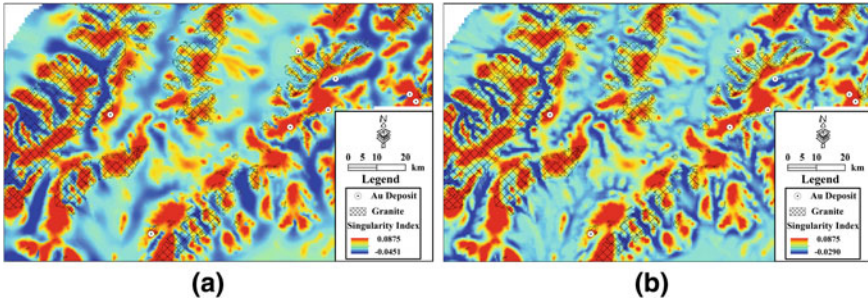 N
0 5 10 20
km
Legend
Au Deposit
Granite
Singularity Index
0.0875
-0.0451
(a)
N
0 5 10 20
km
Legend
Au Deposit
Granite
Singularity Index
0.0875
-0.0290
(b)